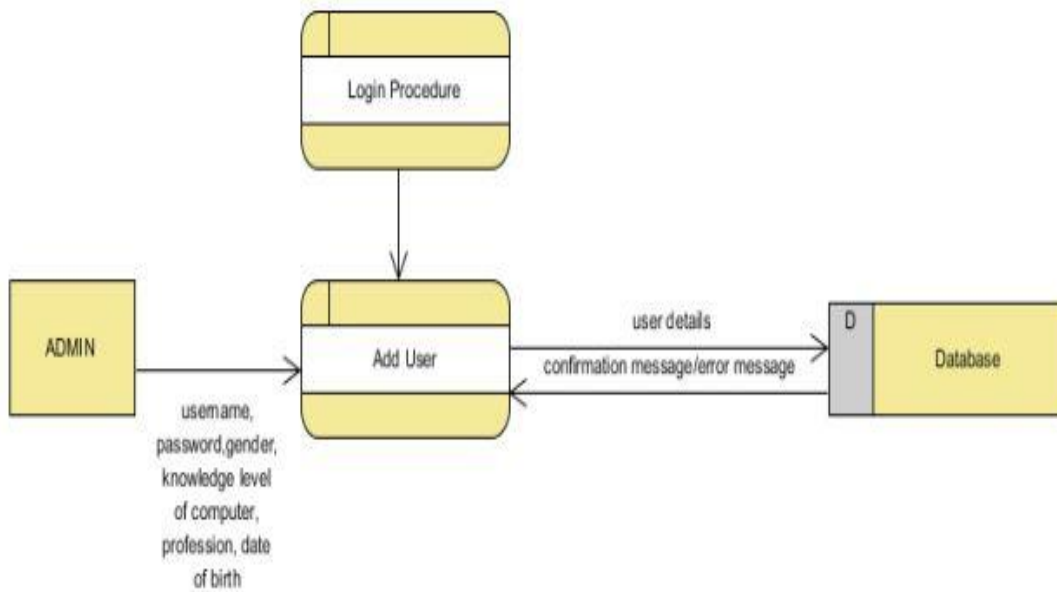 Login Procedure
ADMIN
username,
password,gender,
knowledge level
of computer,
profession, date
of birth
Add User
user details
confirmation message/error message
D
Database